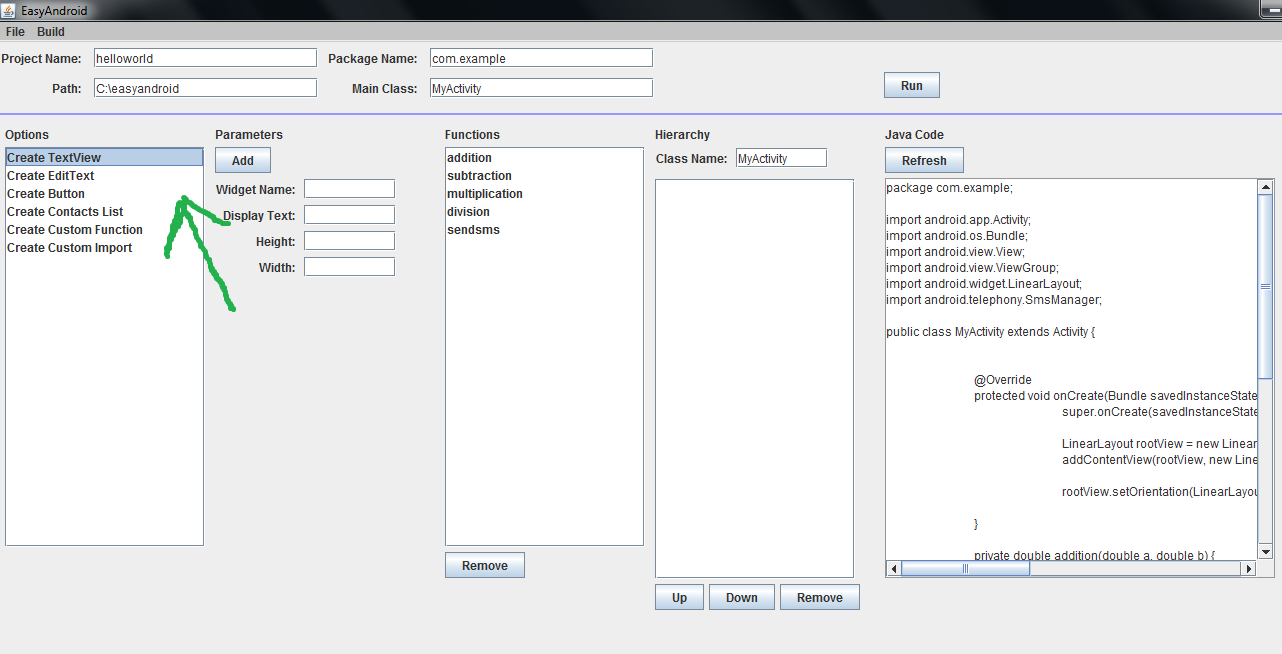 EasyAndroid
File Build
Project Name: helloworld Package Name: com.example
Path: C:\easyandroid Main Class: MyActivity
Run
Options
Create TextView
Create EditText
Create Button
Create Contacts List
Create Custom Function
Create Custom Import
Parameters
Add
Widget Name:
Display Text:
Height:
Width:
Functions
addition
subtraction
multiplication
division
sendsms
Remove
Hierarchy
Class Name: MyActivity
Up Down Remove
Java Code
Refresh
package com.example;
import android.app.Activity;
import android.os.Bundle;
import android.view.View;
import android.view.ViewGroup;
import android.widget.LinearLayout;
import android.telephony.SmsManager;
public class MyActivity extends Activity {
@Override
protected void onCreate(Bundle savedInstanceState
super.onCreate(savedInstanceState
LinearLayout rootView = new Linear
addContentView(rootView, new Line
rootView.setOrientation(LinearLayou
}
private double addition(double a, double b) {